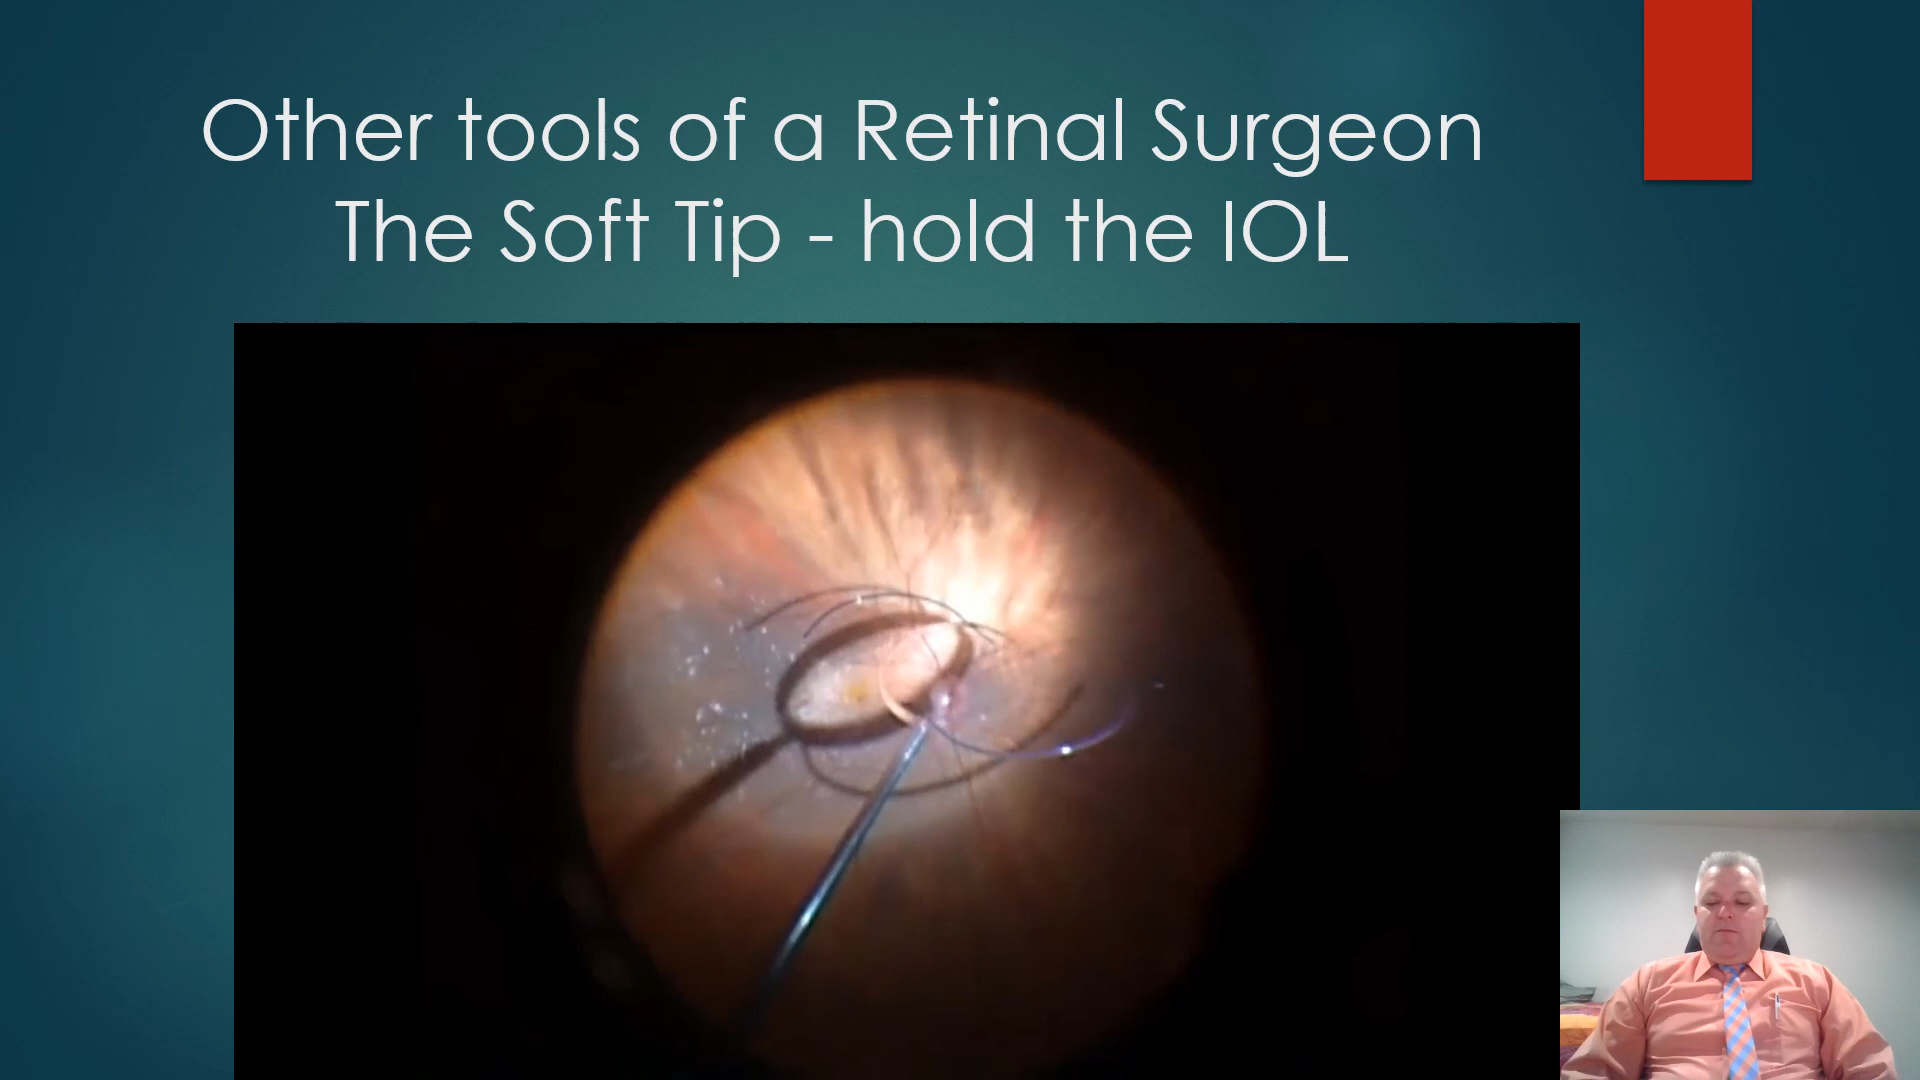 Other tools of a Retinal Surgeon
The Soft Tip - hold the IOL